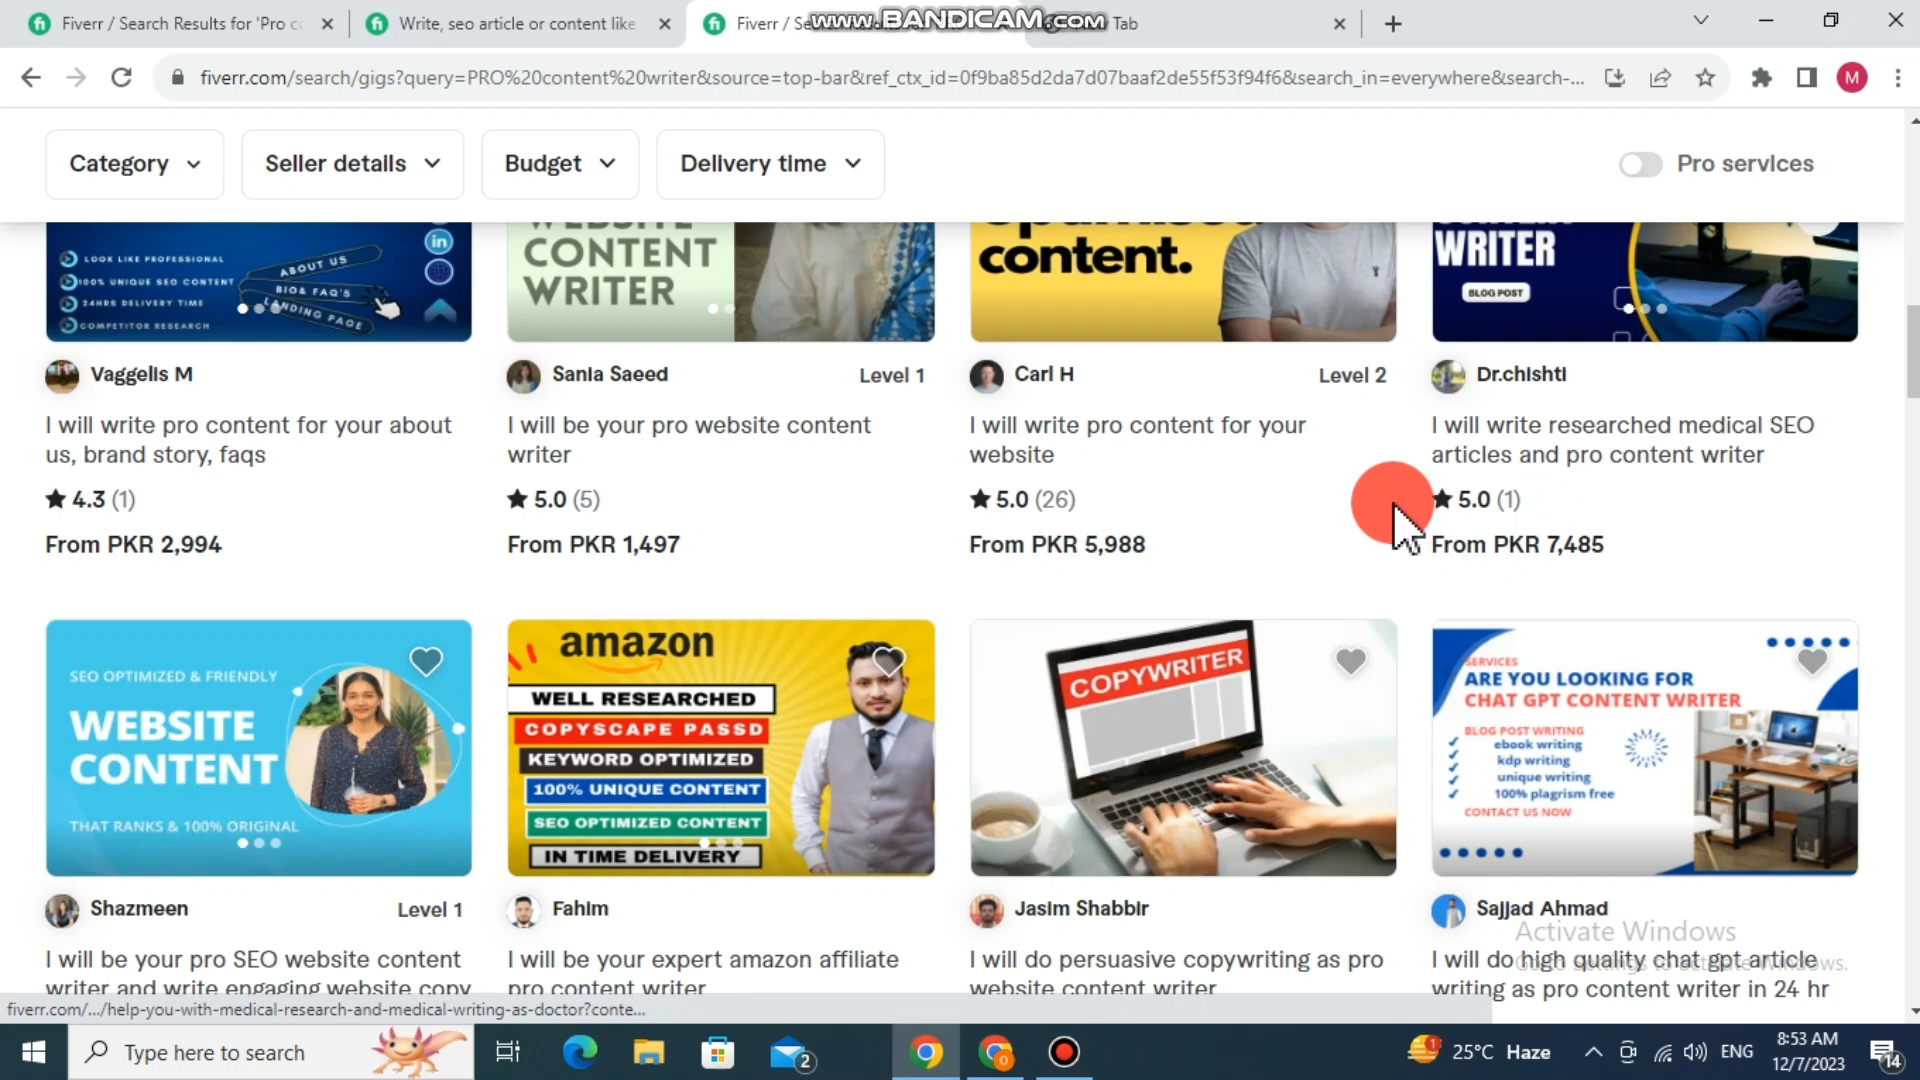 Fiverr / Search Results for 'Pro co
Write, seo article or content like
Fiverr / Se
Tab
www.BANDICAM.COM
fiverr.com/search/gigs?query=PRO%20content%20writer&source=top-bar&ref_ctx_id=0f9ba85d2da7d07baaf2de55f53f94f6&search_in=everywhere&search-...
M
Category
Seller details
Budget
Delivery time
Pro services
LOOK LIKE PROFESSIONAL
100% UNIQUE SEO CONTENT
24HRS DELIVERY TIME
COMPETITOR RESEARCH
ABOUT US
BIO& FAQ'S
LANDING PAGE
in
WEBSITE
CONTENT
WRITER
content.
CONTENT
WRITER
BLOG POST
Vaggelis M
Sania Saeed
Level 1
Carl H
Level 2
Dr.chishti
I will write pro content for your about
us, brand story, faqs
I will be your pro website content
writer
I will write pro content for your
website
I will write researched medical SEO
articles and pro content writer
4.3 (1)
5.0 (5)
5.0 (26)
5.0 (1)
From PKR 2,994
From PKR 1,497
From PKR 5,988
From PKR 7,485
SEO OPTIMIZED & FRIENDLY
WEBSITE
CONTENT
THAT RANKS & 100% ORIGINAL
amazon
WELL RESEARCHED
COPYSCAPE PASSD
KEYWORD OPTIMIZED
100% UNIQUE CONTENT
SEO OPTIMIZED CONTENT
IN TIME DELIVERY
COPYWRITER
SERVICES
ARE YOU LOOKING FOR
CHAT GPT CONTENT WRITER
BLOG POST WRITING
ebook writing
kdp writing
unique writing
100% plagrism free
CONTACT US NOW
Shazmeen
Level 1
Fahim
Jasim Shabbir
Sajjad Ahmad
I will be your pro SEO website content
writer and write engaging website copy
I will be your expert amazon affiliate
pro content writer
I will do persuasive copywriting as pro
website content writer
I will do high quality chat gpt article
writing as pro content writer in 24 hr
Activate Windows
Go to Settings to activate Windows.
fiverr.com/.../help-you-with-medical-research-and-medical-writing-as-doctor?conte...
Type here to search
2
0
1
25°C Haze
ENG
8:53 AM
12/7/2023
14